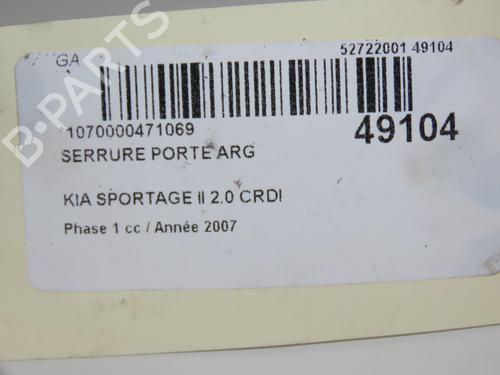 GA
52722001 49104
1070000471069
49104
SERRURE PORTE ARG
KIA SPORTAGE II 2.0 CRDI
Phase 1 cc / Année 2007
B-PARTS